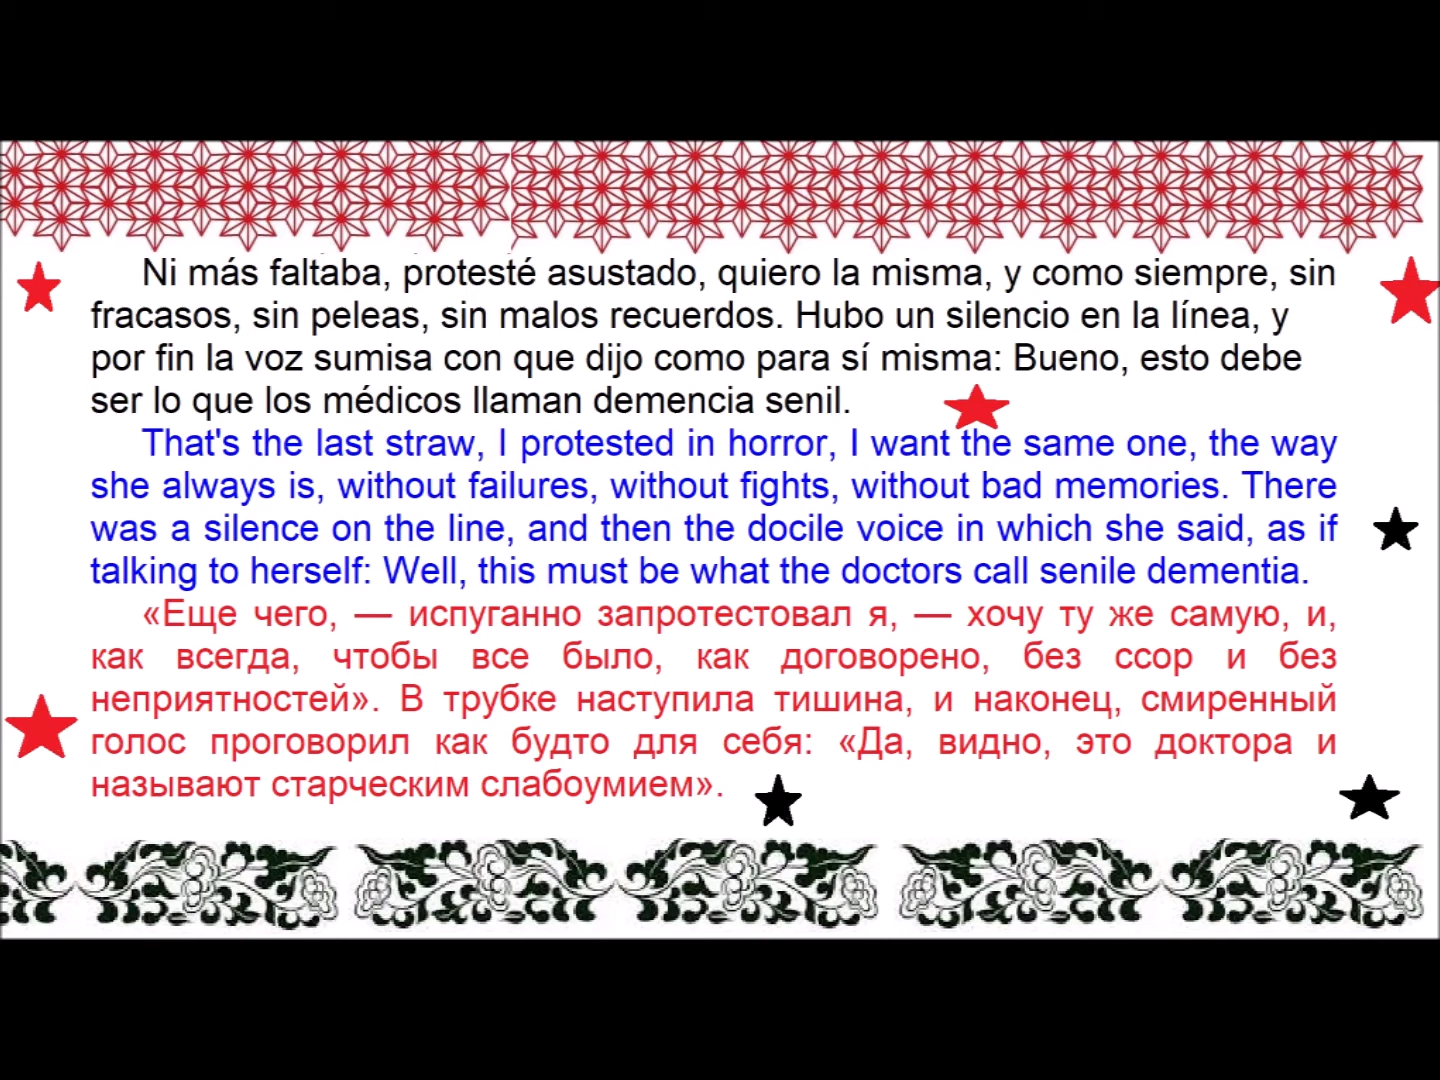 Ni más faltaba, protesté asustado, quiero la misma, y como siempre, sin
fracasos, sin peleas, sin malos recuerdos. Hubo un silencio en la línea, y
por fin la voz sumisa con que dijo como para sí misma: Bueno, esto debe
ser lo que los médicos llaman demencia senil.
That's the last straw, I protested in horror, I want the same one, the way
she always is, without failures, without fights, without bad memories. There
was a silence on the line, and then the docile voice in which she said, as if
talking to herself: Well, this must be what the doctors call senile dementia.
«Еще чего, — испуганно запротестовал я, — хочу ту же самую, и,
как всегда, чтобы все было, как договорено, без ссор и без
неприятностей». В трубке наступила тишина, и наконец, смиренный
голос проговорил как будто для себя: «Да, видно, это доктора и
называют старческим слабоумием».